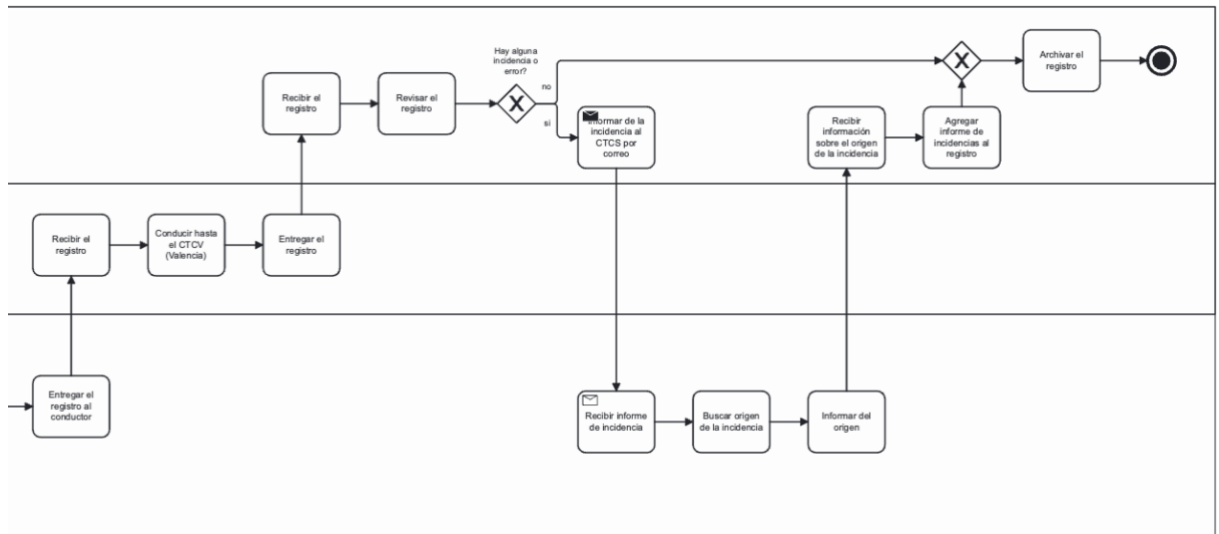 Hay alguna
incidencia o
error?
no
si
Archivar el
registro
Recibir el
registro
Revisar el
registro
Informar de la
incidencia al
CTCS por
correo
Recibir
información
sobre el origen
de la incidencia
Agregar
informe de
incidencias al
registro
Recibir el
registro
Conducir hasta
el CTCV
(Valencia)
Entregar el
registro
Entregar el
registro al
conductor
Recibir informe
de incidencia
Buscar origen
de la incidencia
Informar del
origen